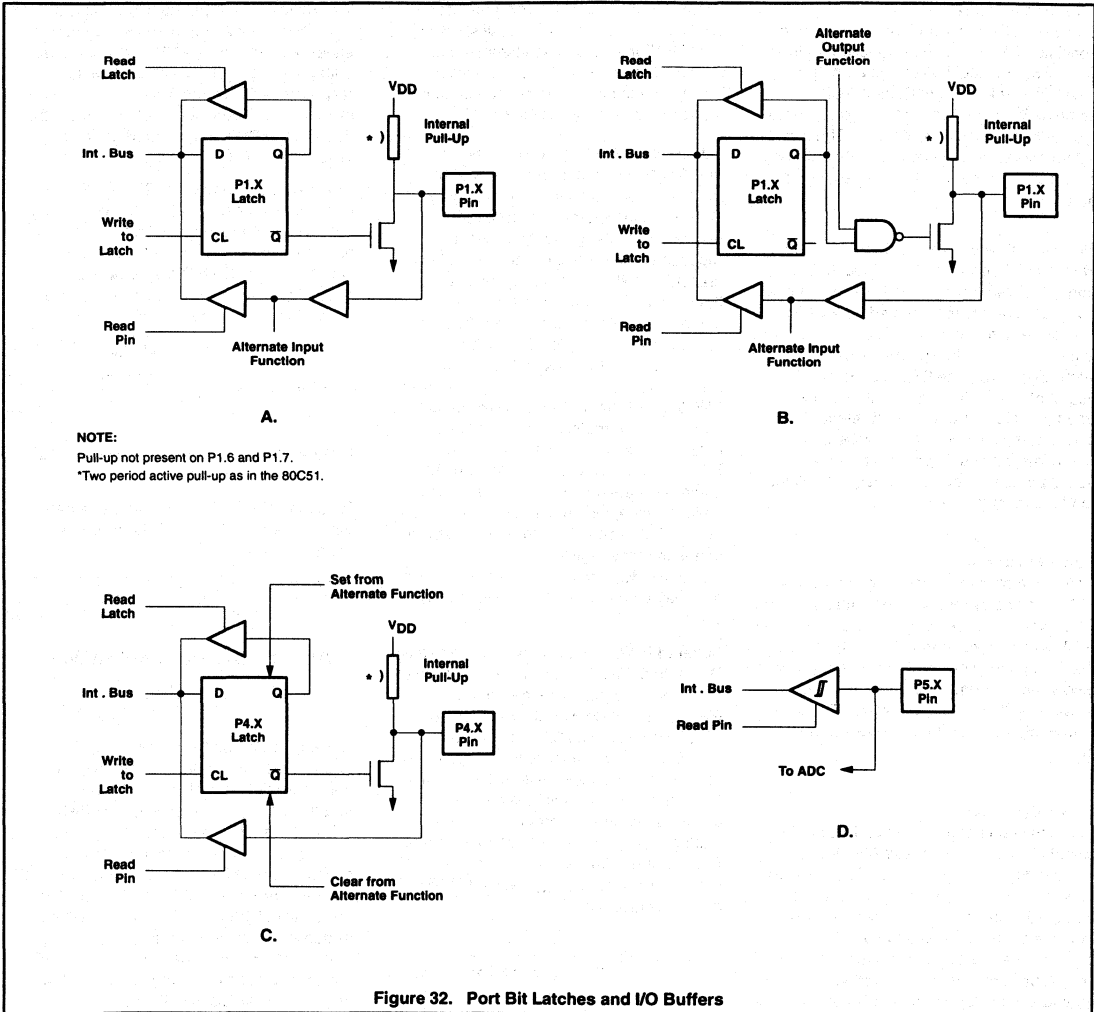 Read
Latch
VDD
* )
Internal
Pull-Up
Int . Bus
D
Q
P1.X
Latch
P1.X
Pin
Write
to
Latch
CL
Q̅
Read
Pin
Alternate Input
Function
A.
NOTE:
Pull-up not present on P1.6 and P1.7.
*Two period active pull-up as in the 80C51.
Alternate
Output
Function
Read
Latch
VDD
* )
Internal
Pull-Up
Int . Bus
D
Q
P1.X
Latch
P1.X
Pin
Write
to
Latch
CL
Q̅
Read
Pin
Alternate Input
Function
B.
Set from
Alternate Function
Read
Latch
VDD
* )
Internal
Pull-Up
Int . Bus
D
Q
P4.X
Latch
P4.X
Pin
Write
to
Latch
CL
Q̅
Read
Pin
Clear from
Alternate Function
C.
Int . Bus
P5.X
Pin
Read Pin
To ADC
D.
Figure 32. Port Bit Latches and I/O Buffers